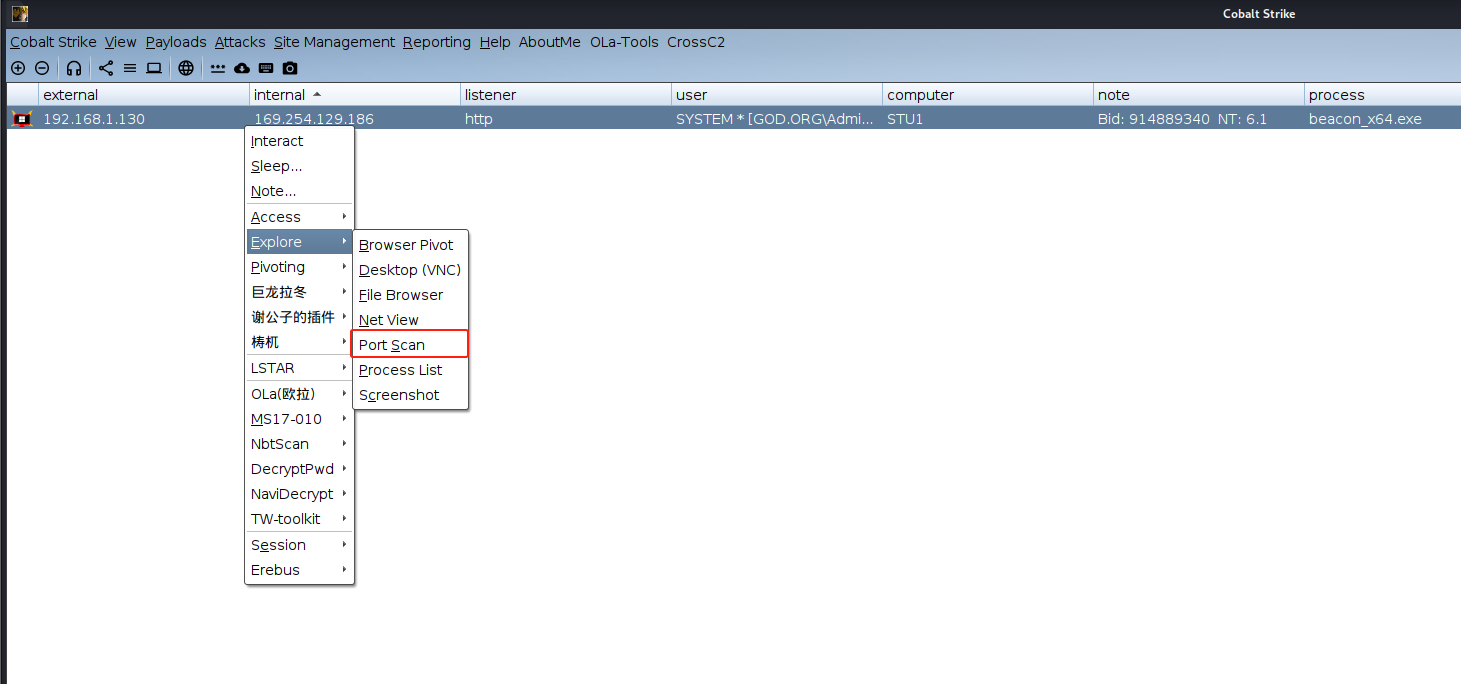 Cobalt Strike
Cobalt Strike View Payloads Attacks Site Management Reporting Help AboutMe OLa-Tools CrossC2
external internal listener user computer note process
192.168.1.130 169.254.129.186 http SYSTEM * [GOD.ORG\Admi... STU1 Bid: 914889340 NT: 6.1 beacon_x64.exe
Interact
Sleep...
Note...
Access
Explore
Pivoting
巨龙拉冬
谢公子的插件
梼杌
LSTAR
OLa(欧拉)
MS17-010
NbtScan
DecryptPwd
NaviDecrypt
TW-toolkit
Session
Erebus
Browser Pivot
Desktop (VNC)
File Browser
Net View
Port Scan
Process List
Screenshot